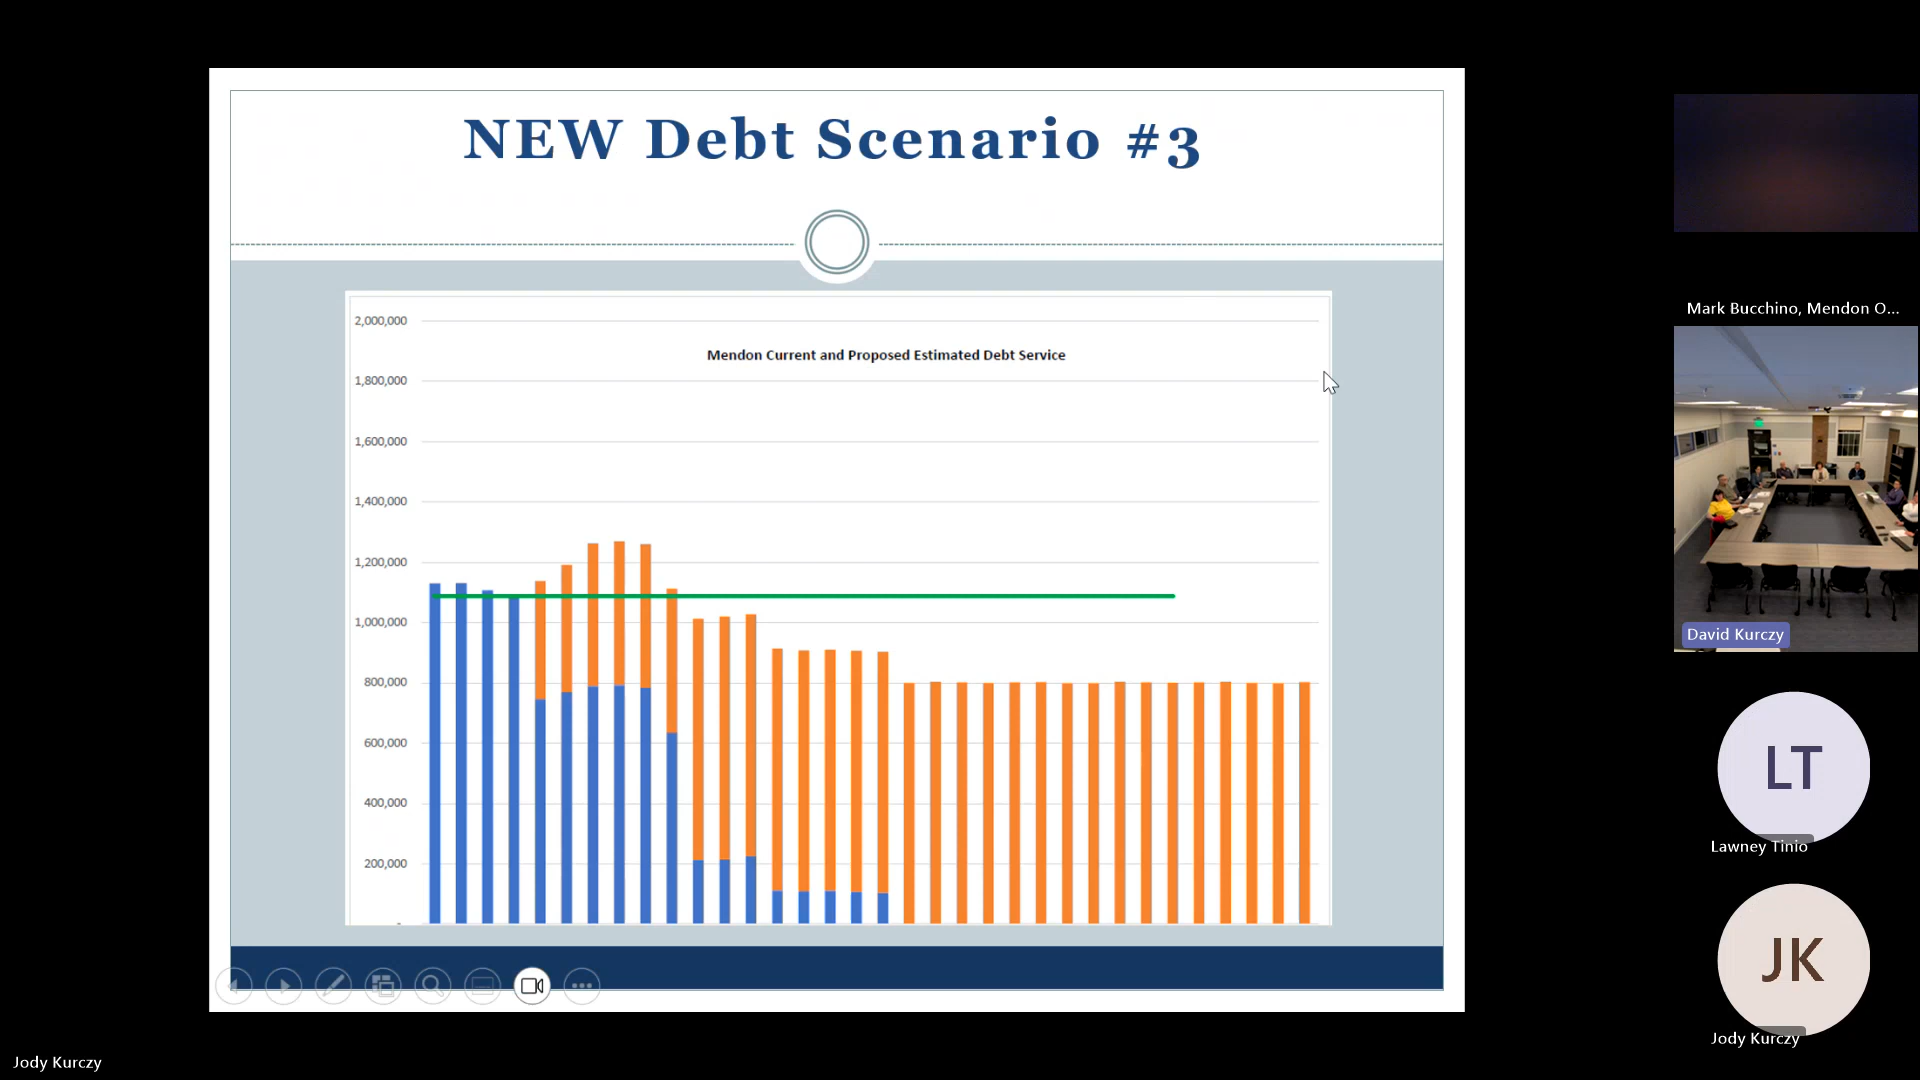 NEW Debt Scenario #3
2,000,000
Mendon Current and Proposed Estimated Debt Service
1,800,000
1,600,000
1,400,000
1,200,000
1,000,000
800,000
600,000
400,000
200,000
-
Mark Bucchino, Mendon O...
David Kurczy
LT
Lawney Tinio
JK
Jody Kurczy
Jody Kurczy